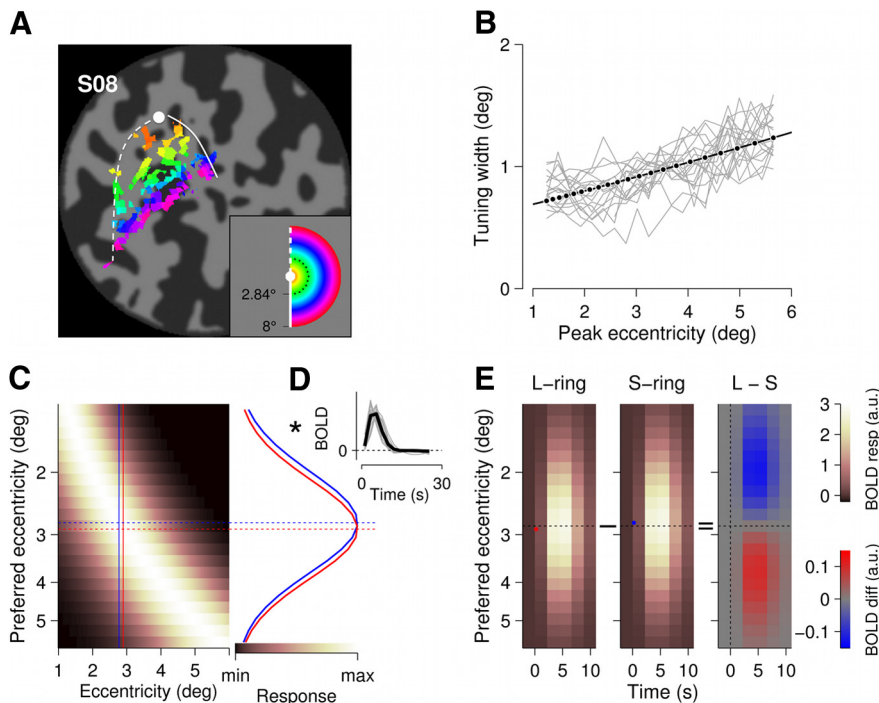 A
S08
2.84°
8°
B
Tuning width (deg)
2
1
0
1 2 3 4 5 6
Peak eccentricity (deg)
C
Preferred eccentricity (deg)
2
3
4
5
1 2 3 4 5
Eccentricity (deg)
*
min max
Response
D
BOLD
0
0 30
Time (s)
E
L−ring S−ring L − S
Preferred eccentricity (deg)
2
3
4
5
− =
0 5 10 0 5 10 0 5 10
Time (s)
3
2
1
0
BOLD resp (a.u.)
0.1
0
−0.1
BOLD diff (a.u.)